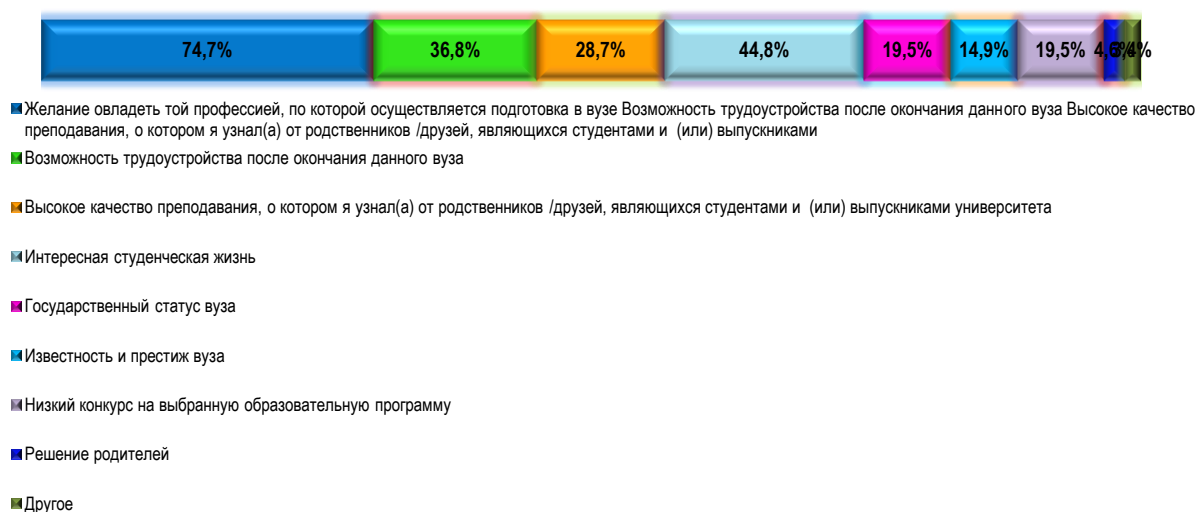 74,7% 36,8% 28,7% 44,8% 19,5% 14,9% 19,5% 4,6% 3,4%
Желание овладеть той профессией, по которой осуществляется подготовка в вузе Возможность трудоустройства после окончания данного вуза Высокое качество
преподавания, о котором я узнал(а) от родственников /друзей, являющихся студентами и (или) выпускниками
Возможность трудоустройства после окончания данного вуза
Высокое качество преподавания, о котором я узнал(а) от родственников /друзей, являющихся студентами и (или) выпускниками университета
Интересная студенческая жизнь
Государственный статус вуза
Известность и престиж вуза
Низкий конкурс на выбранную образовательную программу
Решение родителей
Другое